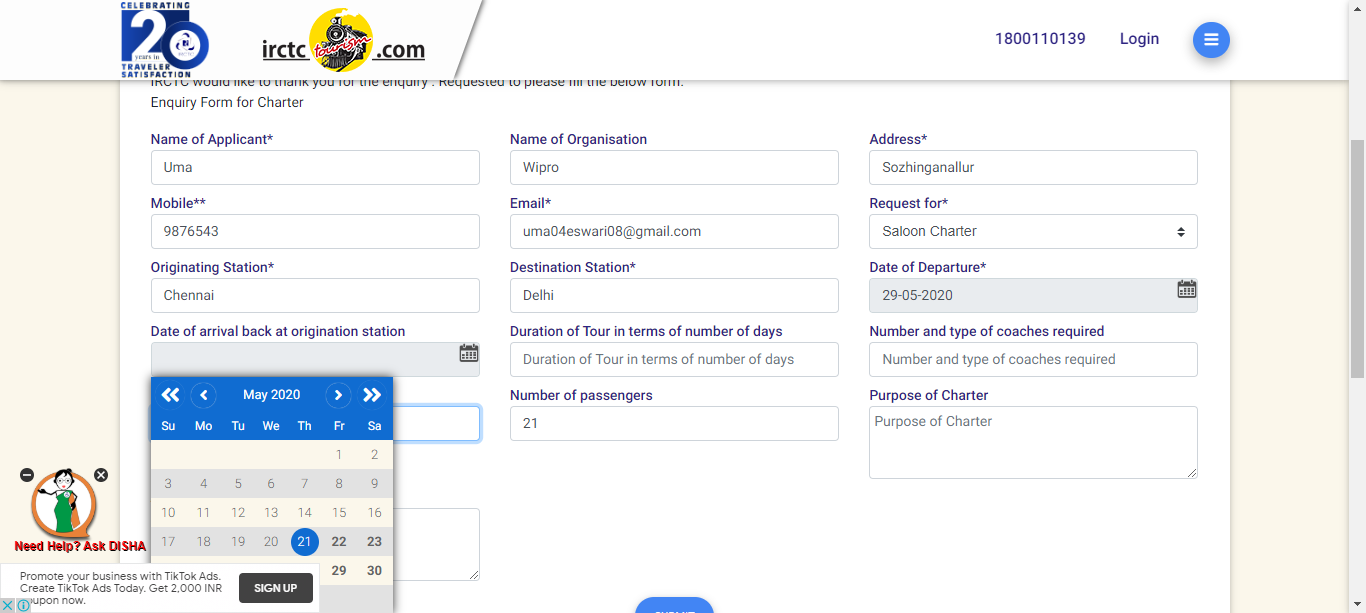 CELEBRATING
20
years in
TRAVELER
SATISFACTION
irctc tourism .com
1800110139
Login
IRCTC would like to thank you for the enquiry . Requested to please fill the below form.
Enquiry Form for Charter
Name of Applicant* Name of Organisation Address*
Uma Wipro Sozhinganallur
Mobile** Email* Request for*
9876543 uma04eswari08@gmail.com Saloon Charter
Originating Station* Destination Station* Date of Departure*
Chennai Delhi 29-05-2020
Date of arrival back at origination station Duration of Tour in terms of number of days Number and type of coaches required
Duration of Tour in terms of number of days Number and type of coaches required
May 2020
Su Mo Tu We Th Fr Sa
1 2
3 4 5 6 7 8 9
10 11 12 13 14 15 16
17 18 19 20 21 22 23
29 30
Number of passengers Purpose of Charter
21 Purpose of Charter
Need Help? Ask DISHA
Promote your business with TikTok Ads.
Create TikTok Ads Today. Get 2,000 INR
coupon now.
SIGN UP